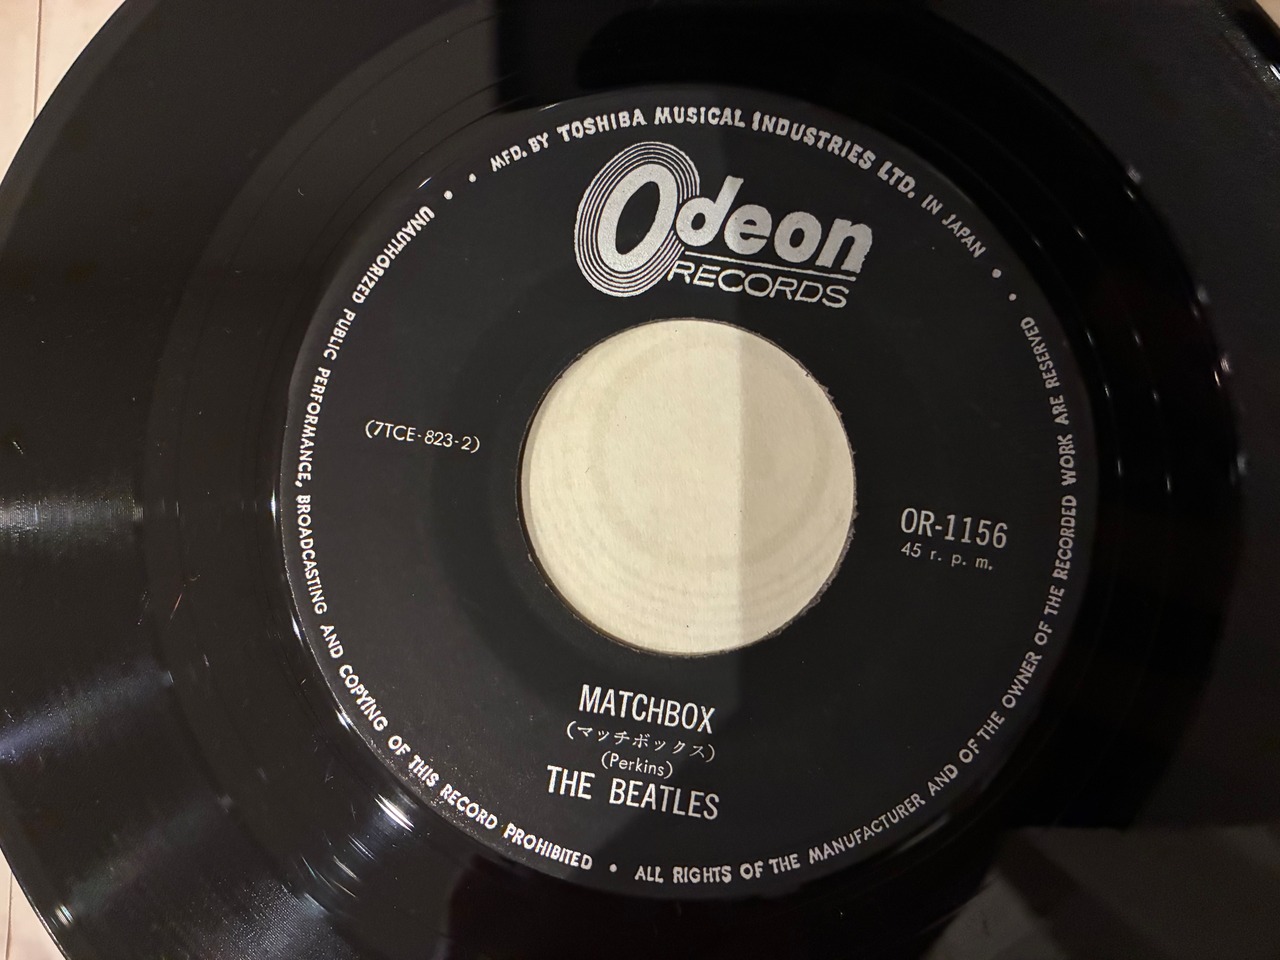 • • MFD. BY TOSHIBA MUSICAL INDUSTRIES LTD. IN JAPAN • •
Odeon
RECORDS
(7TCE-823-2)
OR-1156
45 r. p. m.
MATCHBOX
(マッチボックス)
(Perkins)
THE BEATLES
UNAUTHORIZED PUBLIC PERFORMANCE, BROADCASTING AND COPYING OF THIS RECORD PROHIBITED • ALL RIGHTS OF THE MANUFACTURER AND OF THE OWNER OF THE RECORDED WORK ARE RESERVED